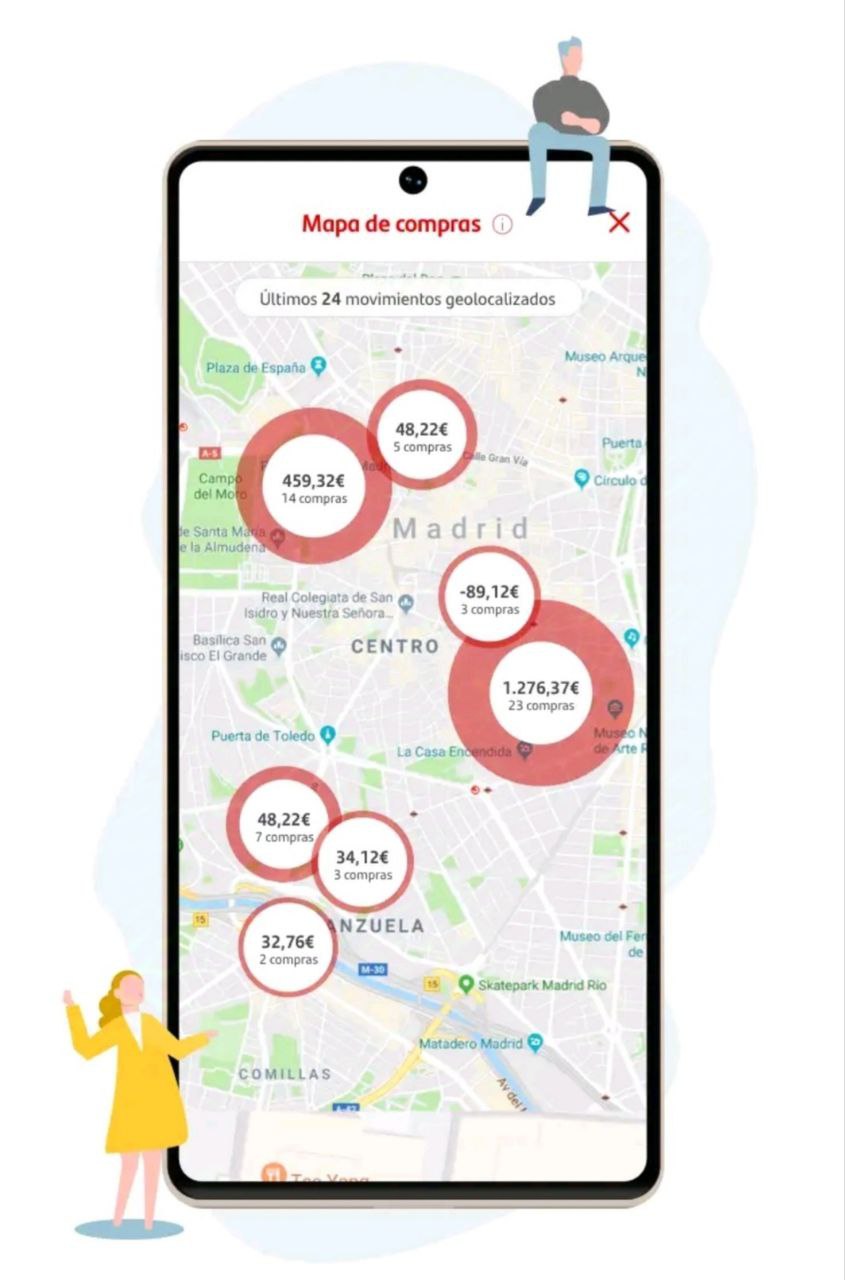 Mapa de compras
Últimos 24 movimientos geolocalizados
Plaza de España
Museo Arque
N
48,22€
5 compras
Calle Gran Vía
Puerta
A-5
459,32€
14 compras
Campo
del Moro
Círculo d
Madrid
de Santa María
e la Almudena
-89,12€
3 compras
Real Colegiata de San
Isidro y Nuestra Señora...
Basílica San
isco El Grande
CENTRO
1.276,37€
23 compras
Puerta de Toledo
Museo N
de Arte R
La Casa Encendida
48,22€
7 compras
34,12€
3 compras
15
ANZUELA
32,76€
2 compras
Museo del Fer
de
M-30
15
Skatepark Madrid Río
Matadero Madrid
COMILLAS
Av del
A-42